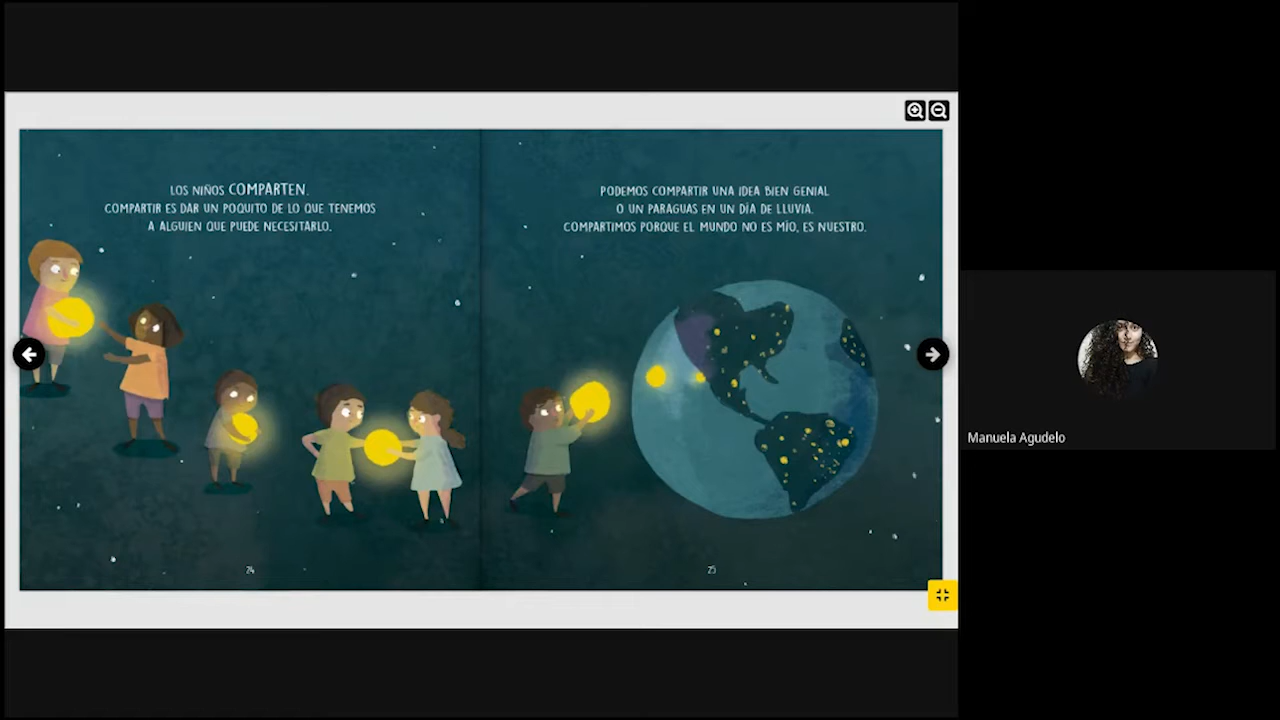 LOS NIÑOS COMPARTEN.
COMPARTIR ES DAR UN POQUITO DE LO QUE TENEMOS
A ALGUIEN QUE PUEDE NECESITARLO.
PODEMOS COMPARTIR UNA IDEA BIEN GENIAL
O UN PARAGUAS EN UN DÍA DE LLUVIA.
COMPARTIMOS PORQUE EL MUNDO NO ES MÍO, ES NUESTRO.
24
25
Manuela Agudelo